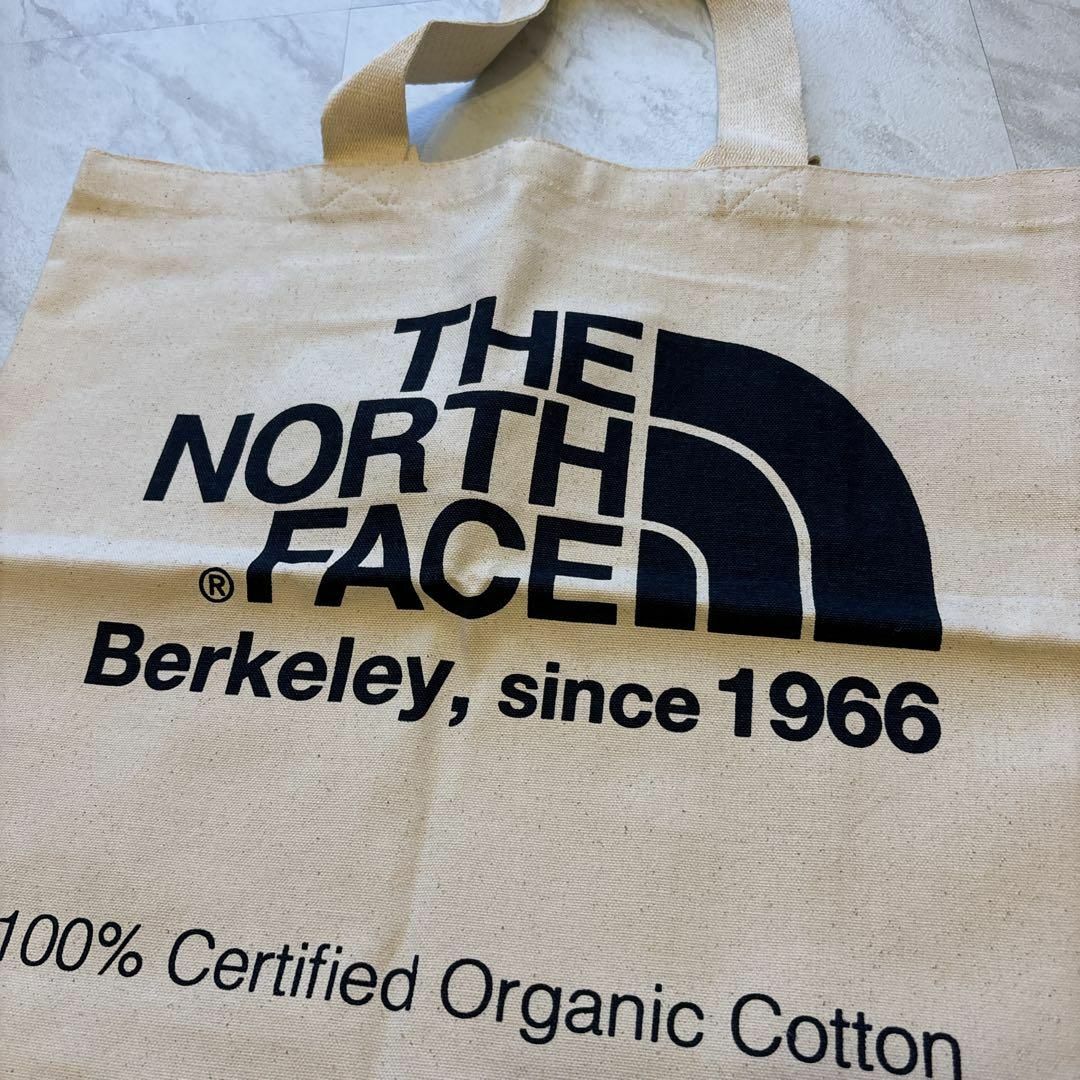 THE
NORTH
® FACE
Berkeley, since 1966
100% Certified Organic Cotton